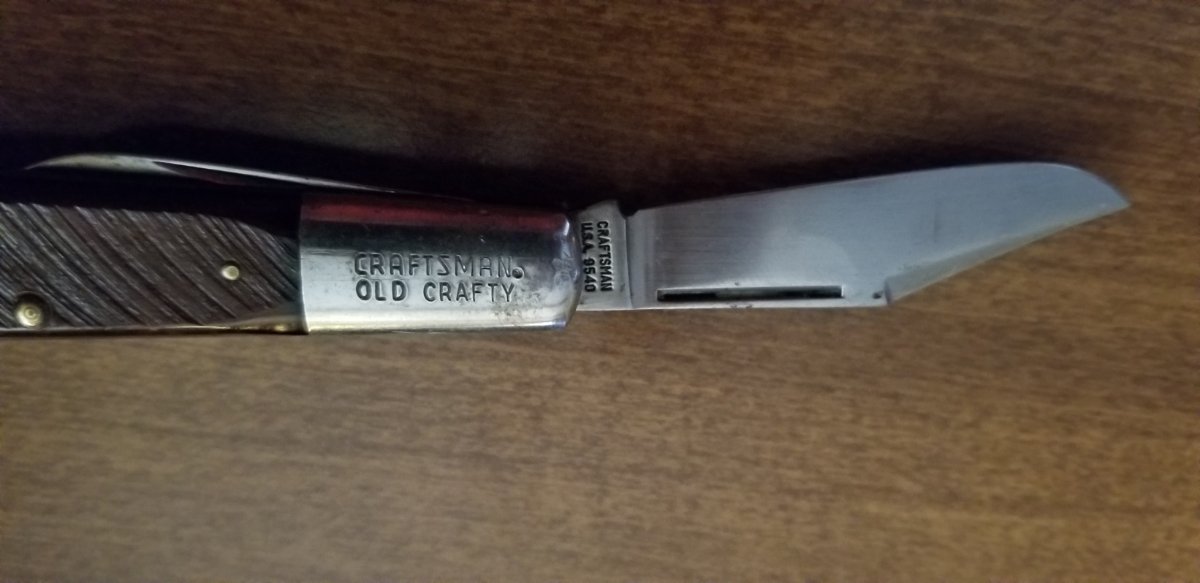 CRAFTSMAN
OLD CRAFTY
CRAFTSMAN
U.S.A. 9540